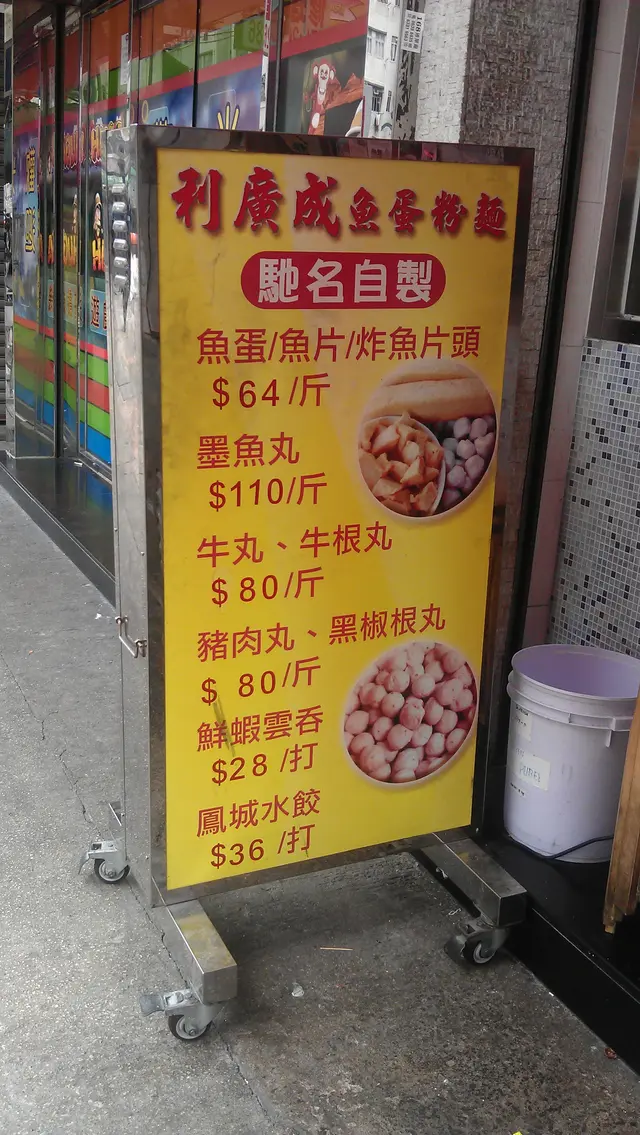 利廣成魚蛋粉麵
馳名自製
魚蛋/魚片/炸魚片頭
$64/斤
墨魚丸
$110/斤
牛丸、牛根丸
$80/斤
豬肉丸、黑椒根丸
$ 80/斤
鮮蝦雲吞
$28 /打
鳳城水餃
$36 /打